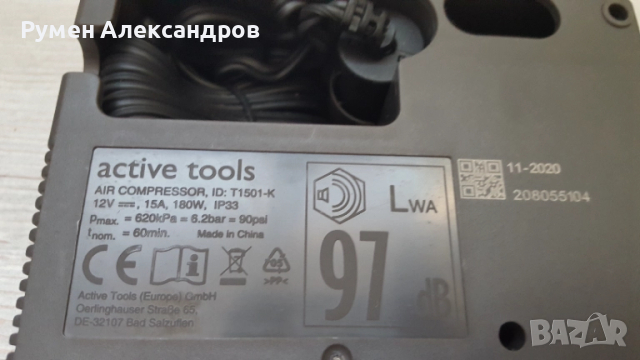 Румен Александров
active tools
AIR COMPRESSOR, ID: T1501-K
12V ⎓, 15A, 180W, IP33
pmax. = 620kPa = 6.2bar = 90psi
tnom. = 60min. Made in China
CE
>PP<
Active Tools (Europe) GmbH
Oerlinghauser Straße 65,
DE-32107 Bad Salzuflen
LWA
97
dB
11-2020
208055104
BAZAR